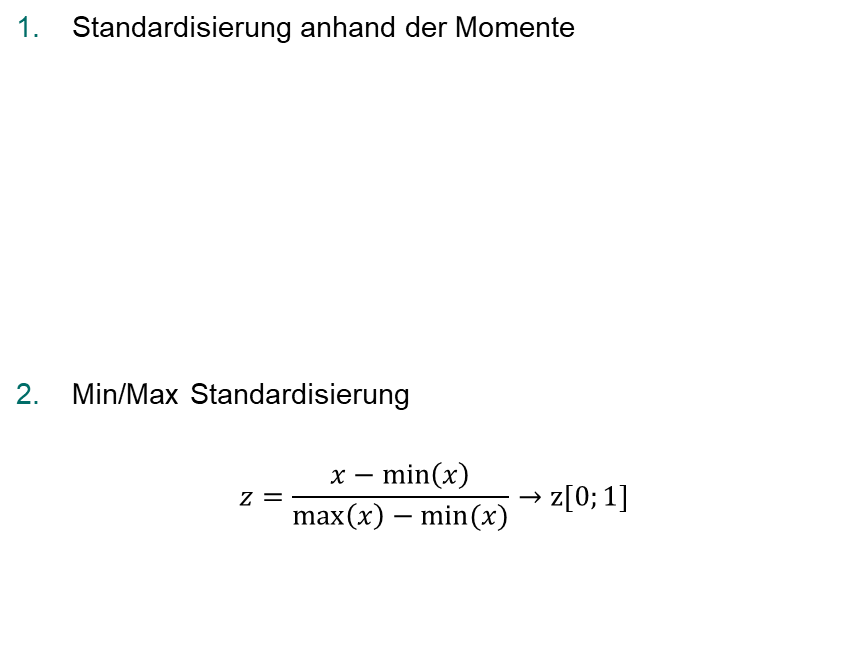 1. Standardisierung anhand der Momente
2. Min/Max Standardisierung
z = (x − min(x)) / (max(x) − min(x)) → z[0; 1]